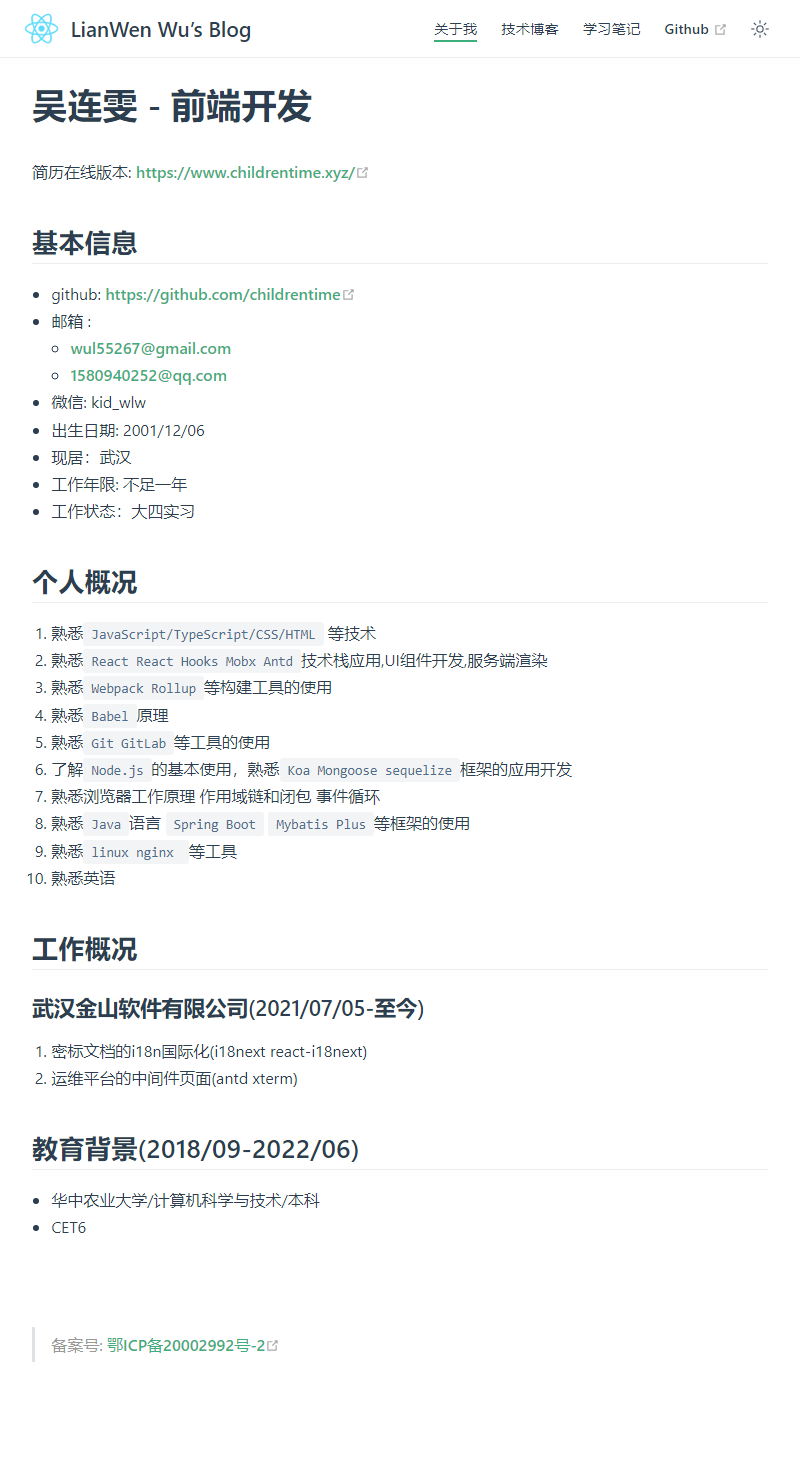 LianWen Wu's Blog
关于我 技术博客 学习笔记 Github
吴连雯 - 前端开发
简历在线版本: https://www.childrentime.xyz/
基本信息
github: https://github.com/childrentime
邮箱 :
wul55267@gmail.com
1580940252@qq.com
微信: kid_wlw
出生日期: 2001/12/06
现居：武汉
工作年限: 不足一年
工作状态：大四实习
个人概况
1. 熟悉 JavaScript/TypeScript/CSS/HTML 等技术
2. 熟悉 React React Hooks Mobx Antd 技术栈应用,UI组件开发,服务端渲染
3. 熟悉 Webpack Rollup 等构建工具的使用
4. 熟悉 Babel 原理
5. 熟悉 Git GitLab 等工具的使用
6. 了解 Node.js 的基本使用，熟悉 Koa Mongoose sequelize 框架的应用开发
7. 熟悉浏览器工作原理 作用域链和闭包 事件循环
8. 熟悉 Java 语言 Spring Boot Mybatis Plus 等框架的使用
9. 熟悉 linux nginx 等工具
10. 熟悉英语
工作概况
武汉金山软件有限公司(2021/07/05-至今)
1. 密标文档的i18n国际化(i18next react-i18next)
2. 运维平台的中间件页面(antd xterm)
教育背景(2018/09-2022/06)
华中农业大学/计算机科学与技术/本科
CET6
备案号: 鄂ICP备20002992号-2